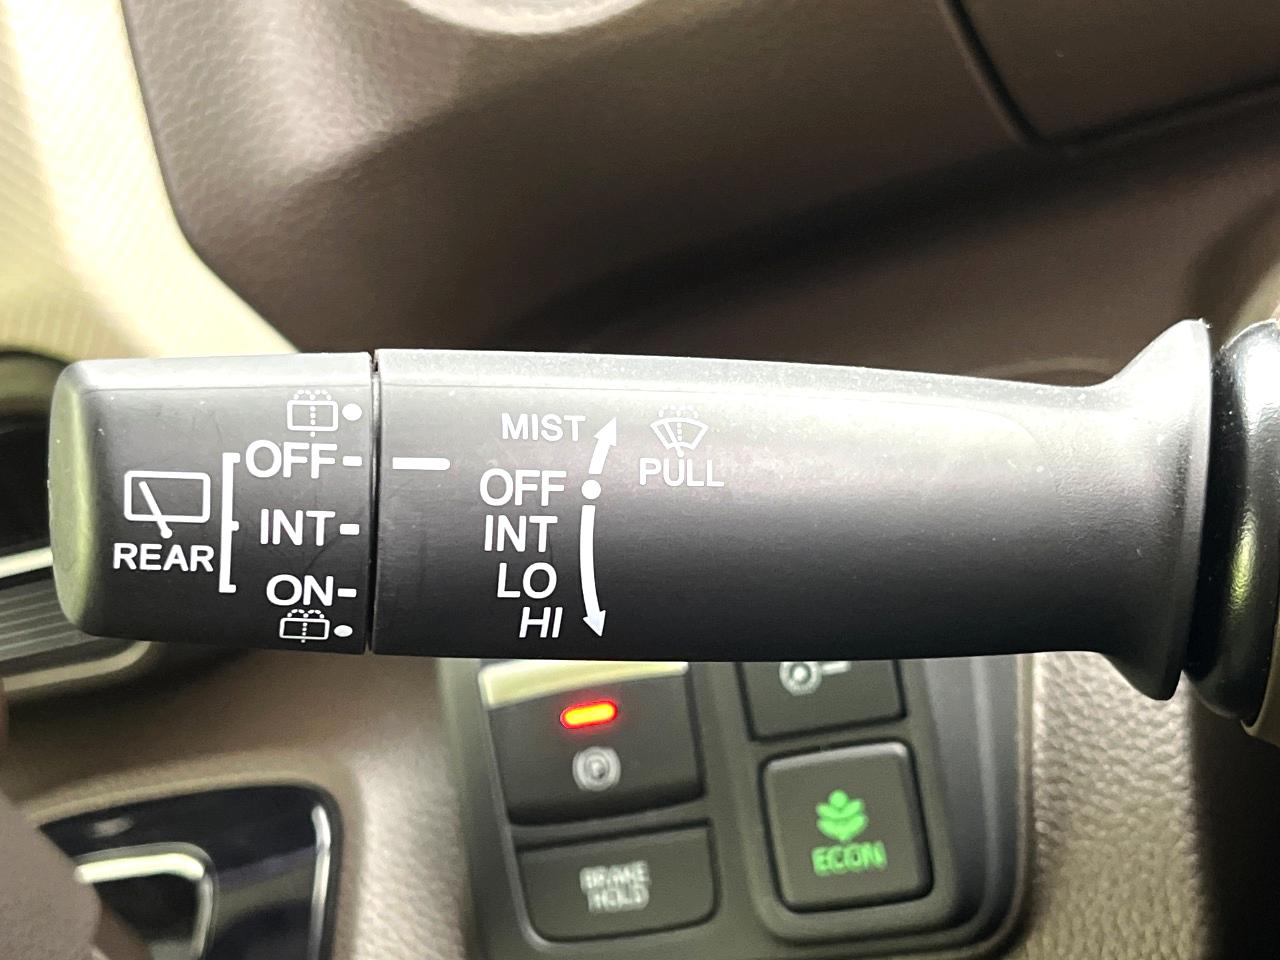 OFF
INT
ON
REAR
MIST
OFF
INT
LO
HI
PULL
BRAKE
HOLD
ECON